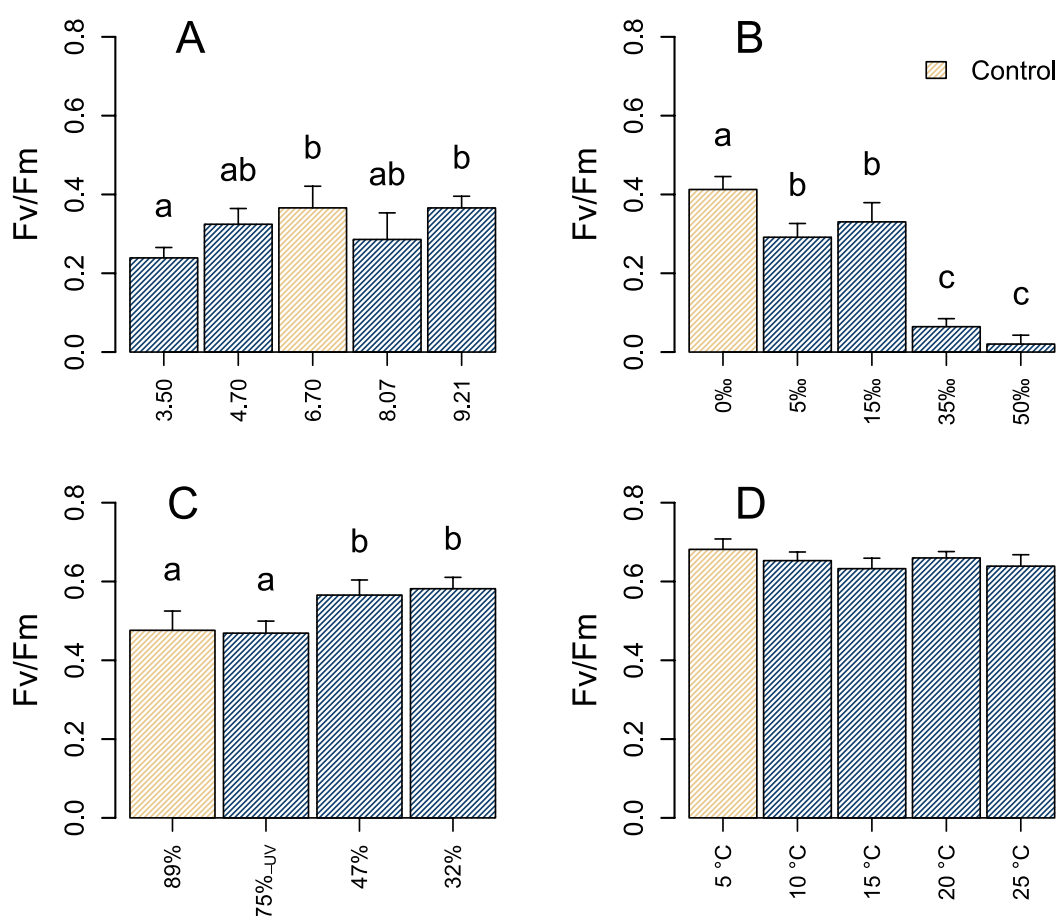 A
Fv/Fm
0.0 0.2 0.4 0.6 0.8
a ab b ab b
3.50 4.70 6.70 8.07 9.21
B
Control
Fv/Fm
0.0 0.2 0.4 0.6 0.8
a b b c c
0‰ 5‰ 15‰ 35‰ 50‰
C
Fv/Fm
0.0 0.2 0.4 0.6 0.8
a a b b
89% 75%-UV 47% 32%
D
Fv/Fm
0.0 0.2 0.4 0.6 0.8
5 °C 10 °C 15 °C 20 °C 25 °C